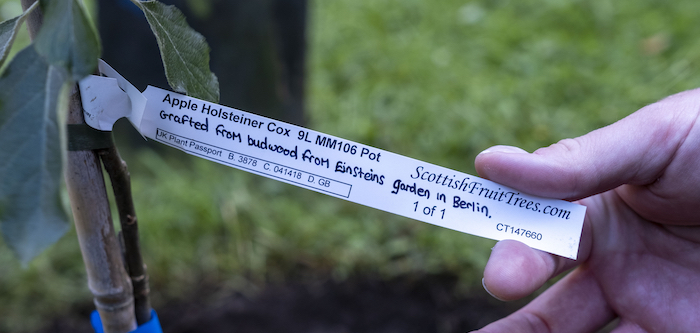 Apple Holsteiner Cox 9L MM106 Pot
Grafted from budwood from Einsteins garden in Berlin.
UK Plant Passport B. 3878 C. 041418 D. GB
ScottishFruitTrees.com
1 of 1
CT147660